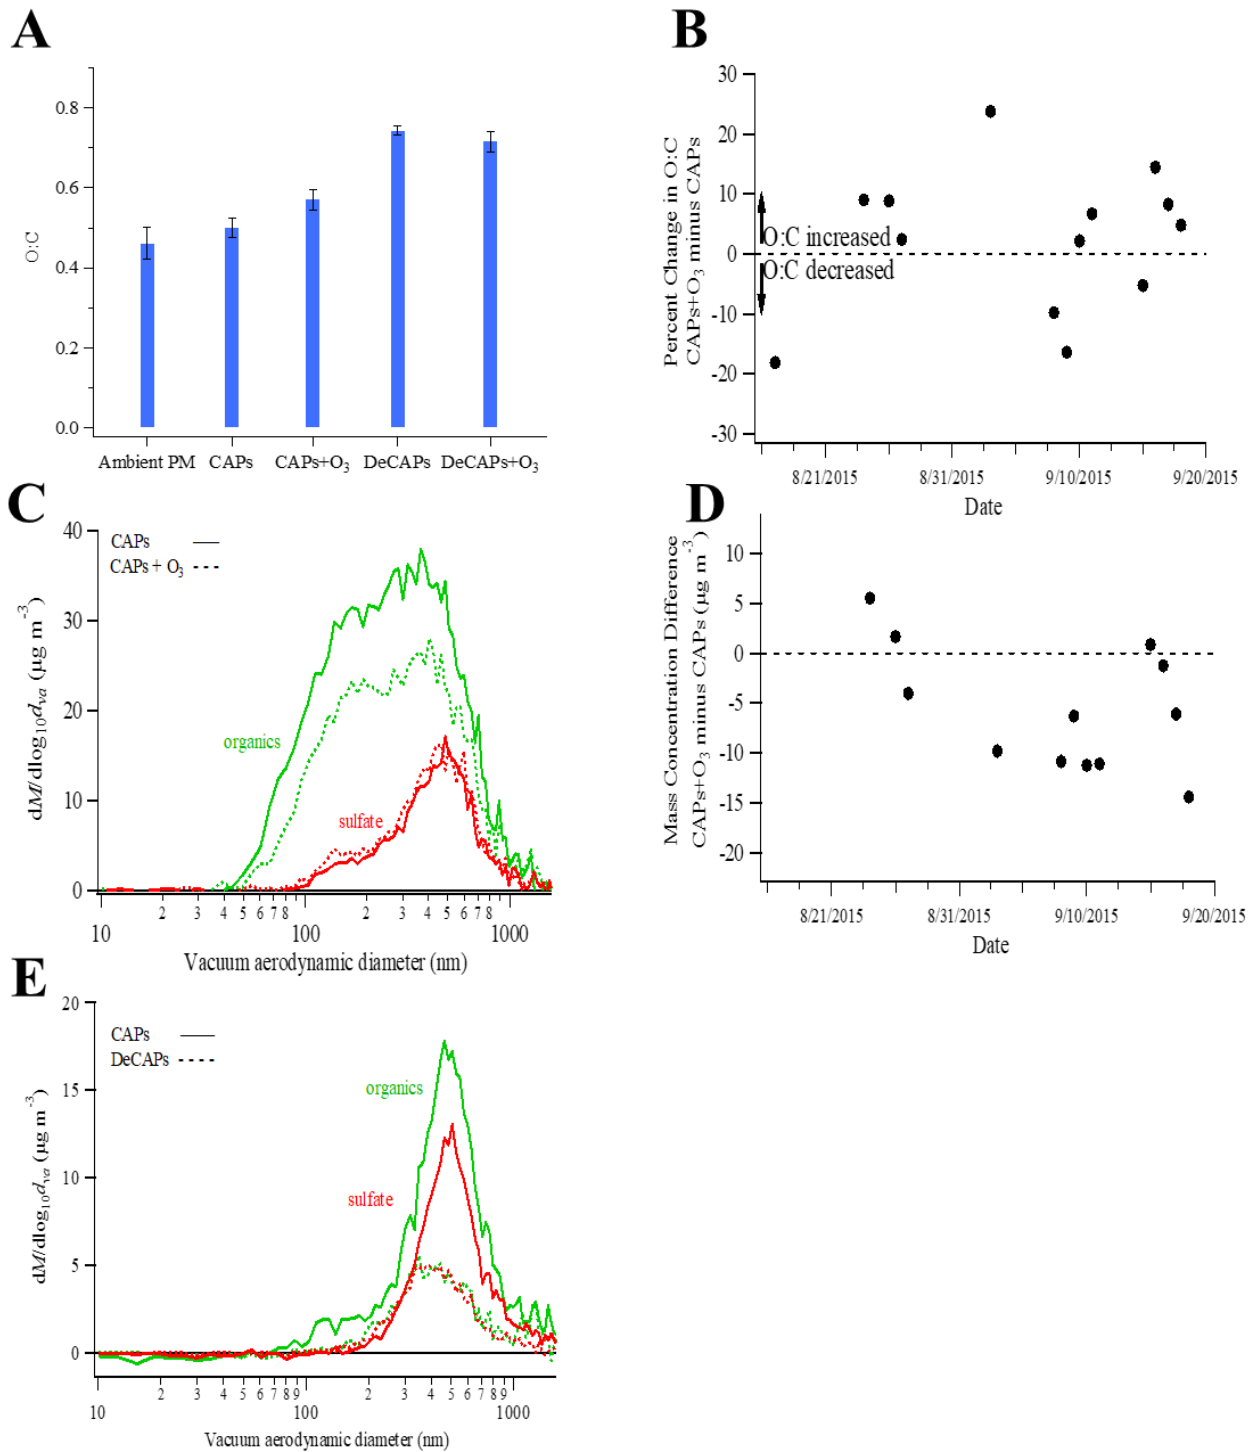 A
O:C
0.8
0.6
0.4
0.2
0.0
Ambient PM CAPs CAPs+O3 DeCAPs DeCAPs+O3
B
Percent Change in O:C
CAPs+O3 minus CAPs
30
20
10
0
-10
-20
-30
O:C increased
O:C decreased
8/21/2015 8/31/2015 9/10/2015 9/20/2015
Date
C
dM/dlog10dva (µg m-3)
40
30
20
10
0
CAPs
CAPs + O3
organics
sulfate
2 3 4 5 6 7 8 2 3 4 5 6 7 8
10 100 1000
Vacuum aerodynamic diameter (nm)
D
Mass Concentration Difference
CAPs+O3 minus CAPs (µg m-3)
10
5
0
-5
-10
-15
-20
8/21/2015 8/31/2015 9/10/2015 9/20/2015
Date
E
dM/dlog10dva (µg m-3)
20
15
10
5
0
CAPs
DeCAPs
organics
sulfate
2 3 4 5 6 7 8 9 2 3 4 5 6 7 8 9
10 100 1000
Vacuum aerodynamic diameter (nm)